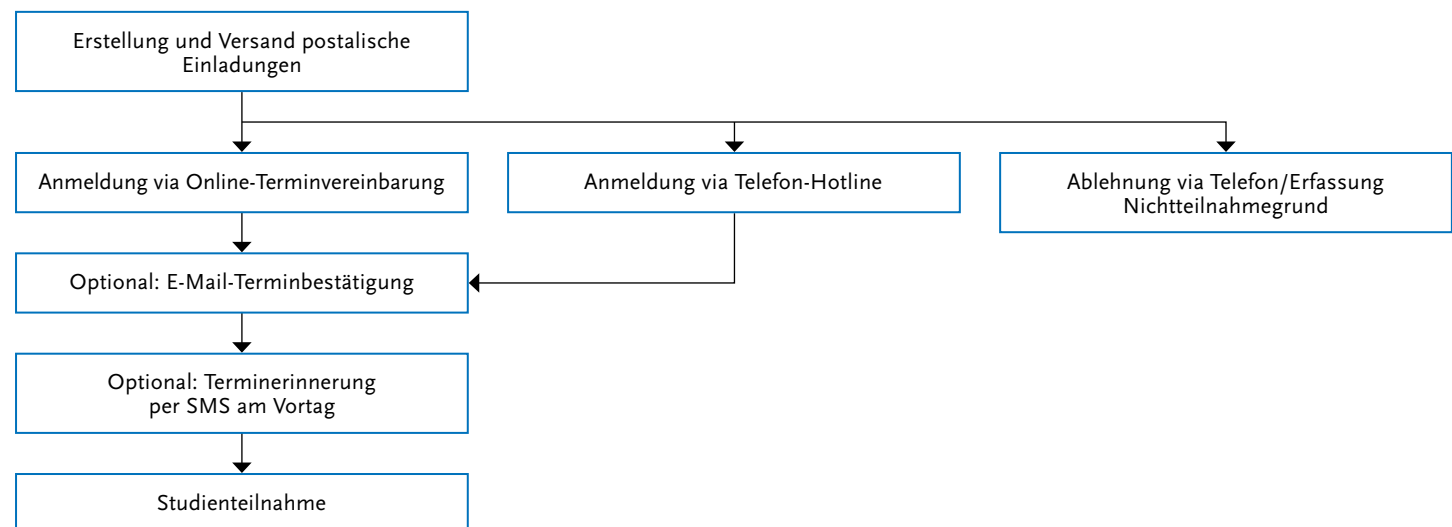 Erstellung und Versand postalische
Einladungen
Anmeldung via Online-Terminvereinbarung
Anmeldung via Telefon-Hotline
Ablehnung via Telefon/Erfassung
Nichtteilnahmegrund
Optional: E-Mail-Terminbestätigung
Optional: Terminerinnerung
per SMS am Vortag
Studienteilnahme